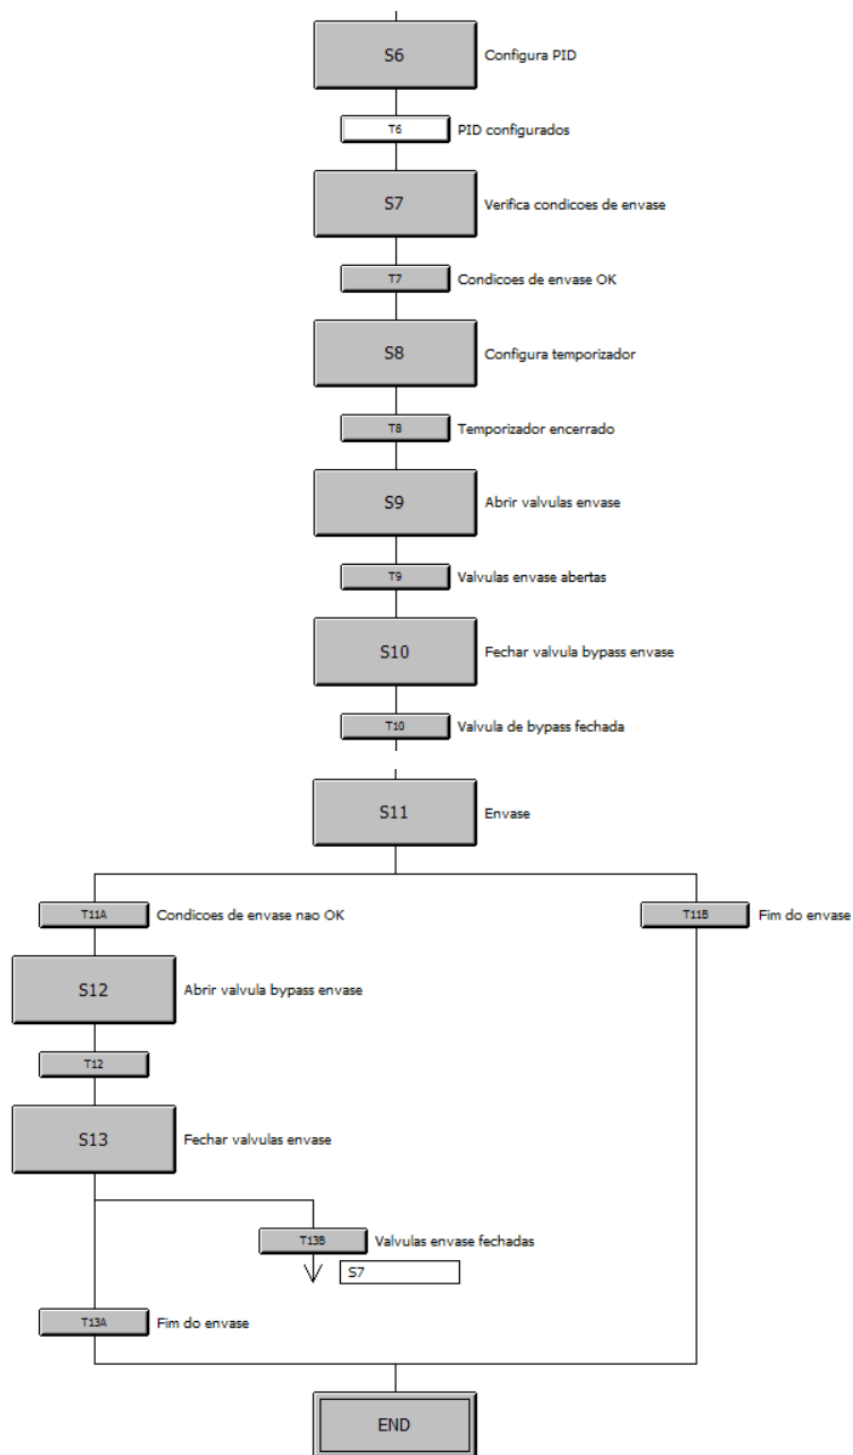 S6 Configura PID
T6 PID configurados
S7 Verifica condicoes de envase
T7 Condicoes de envase OK
S8 Configura temporizador
T8 Temporizador encerrado
S9 Abrir valvulas envase
T9 Valvulas envase abertas
S10 Fechar valvula bypass envase
T10 Valvula de bypass fechada
S11 Envase
T11A Condicoes de envase nao OK
T11B Fim do envase
S12 Abrir valvula bypass envase
T12
S13 Fechar valvulas envase
T13B Valvulas envase fechadas
S7
T13A Fim do envase
END